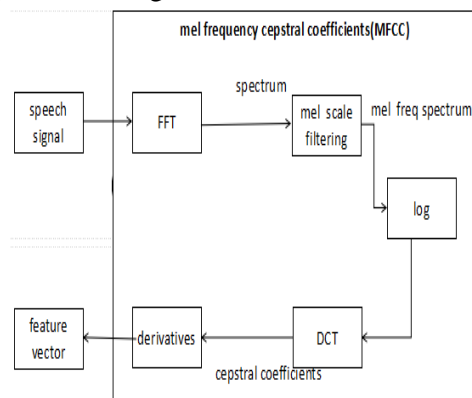 mel frequency cepstral coefficients(MFCC)
speech
signal
FFT
spectrum
mel scale
filtering
mel freq spectrum
log
DCT
cepstral coefficients
derivatives
feature
vector